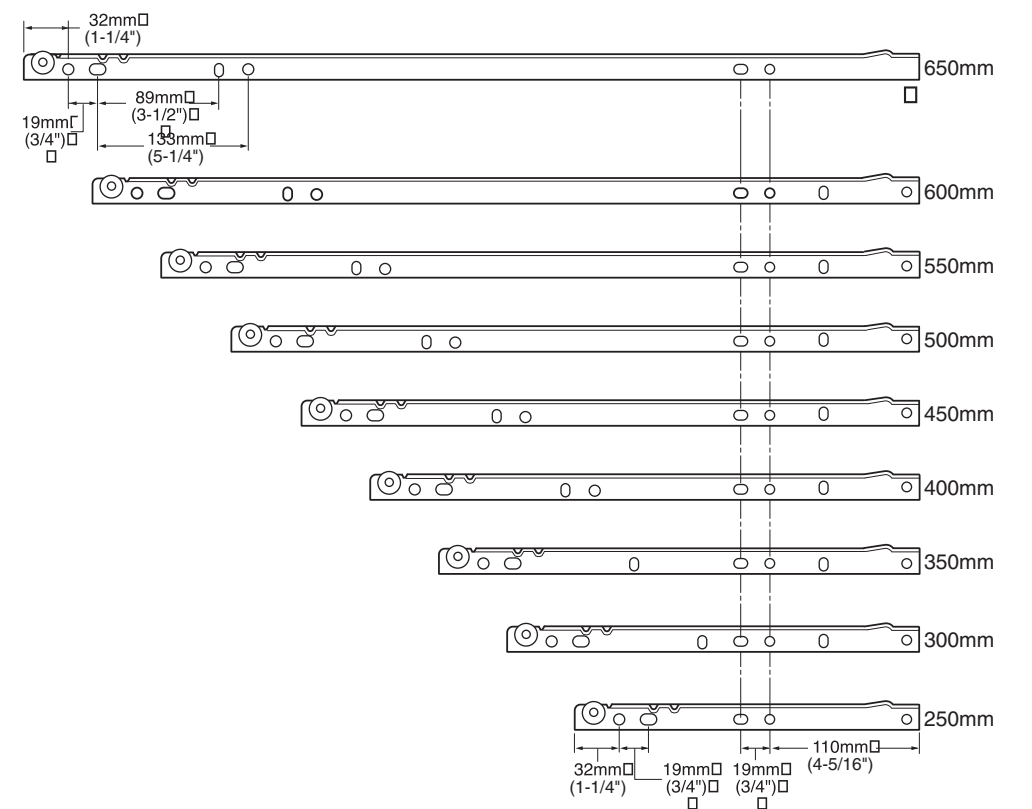 32mm
(1-1/4")
650mm
89mm
(3-1/2")
19mm
(3/4")
133mm
(5-1/4")
600mm
550mm
500mm
450mm
400mm
350mm
300mm
250mm
32mm
(1-1/4")
19mm
(3/4")
19mm
(3/4")
110mm
(4-5/16")